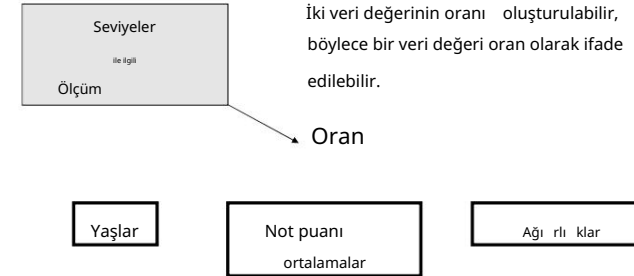 Seviyeler
ile ilgili
Ölçüm
İki veri değerinin oranı oluşturulabilir,
böylece bir veri değeri oran olarak ifade
edilebilir.
Oran
Yaşlar
Not puanı
ortalamalar
Ağı rlı klar